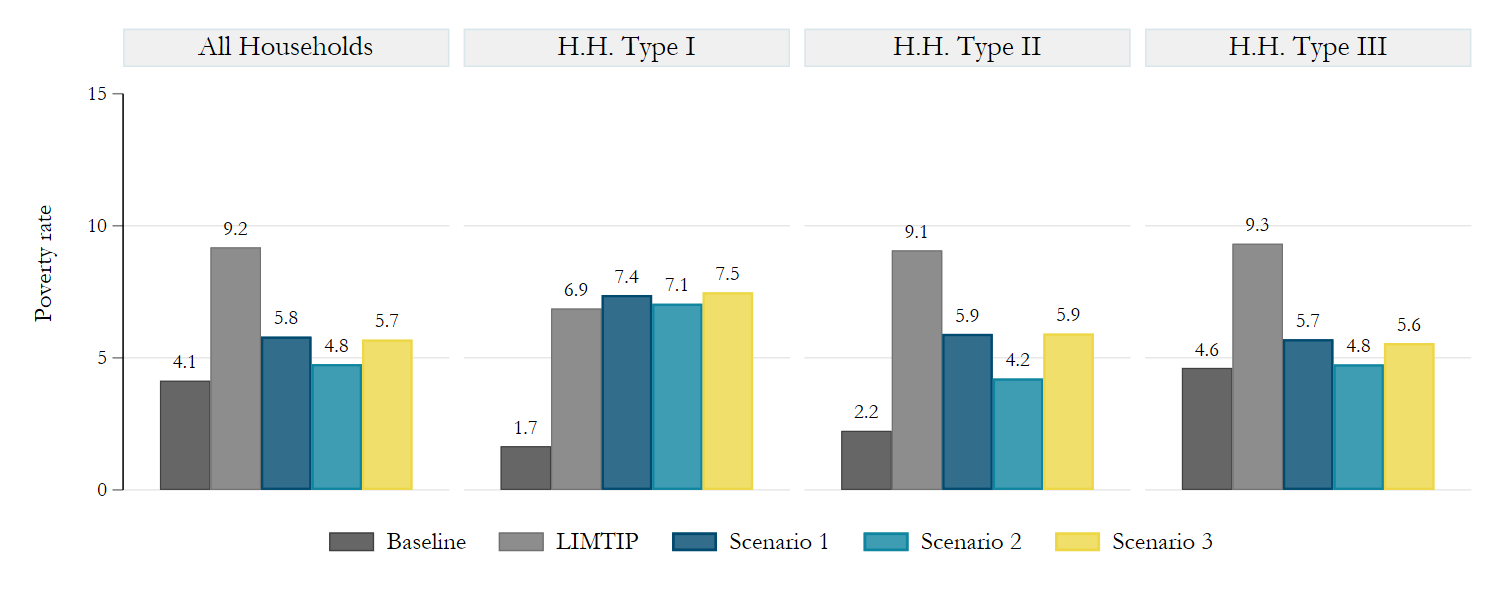 All Households H.H. Type I H.H. Type II H.H. Type III
Poverty rate
15
10
5
0
4.1 9.2 5.8 4.8 5.7
1.7 6.9 7.4 7.1 7.5
2.2 9.1 5.9 4.2 5.9
4.6 9.3 5.7 4.8 5.6
Baseline LIMTIP Scenario 1 Scenario 2 Scenario 3